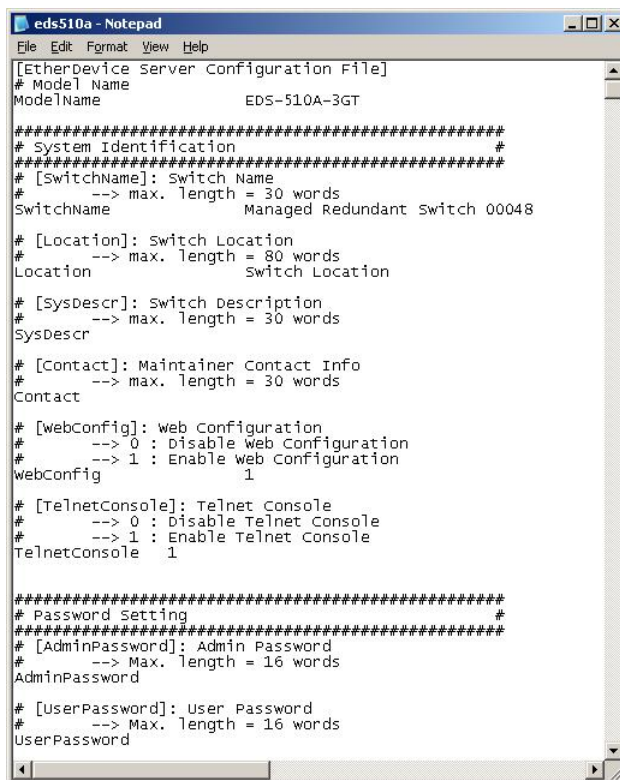 eds510a - Notepad
File Edit Format View Help
[EtherDevice Server Configuration File]
# Model Name
ModelName                EDS-510A-3GT

###################################################
# System Identification                           #
###################################################
# [SwitchName]: Switch Name
#       --> max. length = 30 words
SwitchName               Managed Redundant Switch 00048

# [Location]: Switch Location
#       --> max. length = 80 words
Location                 Switch Location

# [SysDescr]: Switch Description
#       --> max. length = 30 words
SysDescr

# [Contact]: Maintainer Contact Info
#       --> max. length = 30 words
Contact

# [WebConfig]: Web Configuration
#       --> 0 : Disable Web Configuration
#       --> 1 : Enable Web Configuration
WebConfig                1

# [TelnetConsole]: Telnet Console
#       --> 0 : Disable Telnet Console
#       --> 1 : Enable Telnet Console
TelnetConsole   1

###################################################
# Password Setting                                #
###################################################
# [AdminPassword]: Admin Password
#       --> Max. length = 16 words
AdminPassword

# [UserPassword]: User Password
#       --> Max. length = 16 words
UserPassword